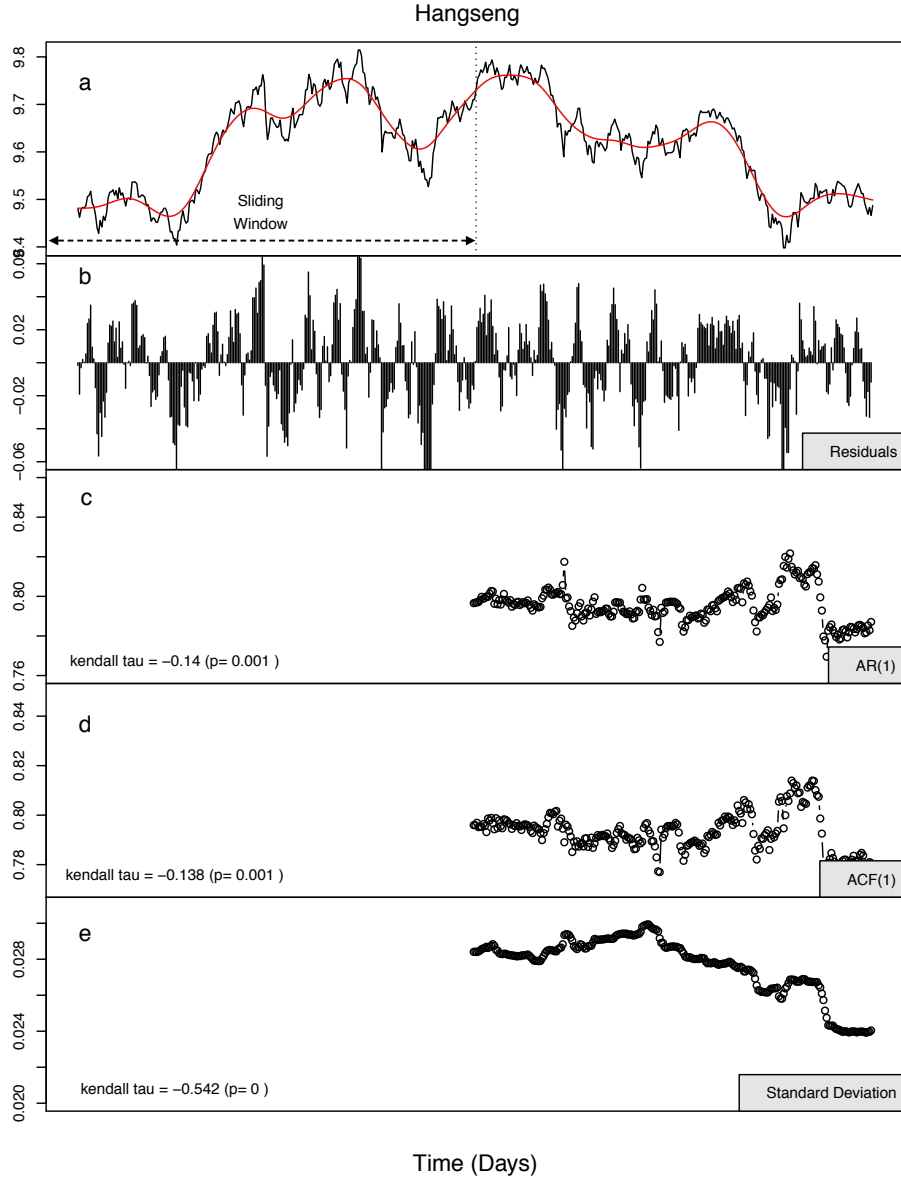 Hangseng
a
9.8
9.7
9.6
9.5
9.4
Sliding
Window
b
0.06
0.02
−0.02
−0.06
Residuals
c
0.84
0.80
0.76
kendall tau = −0.14 (p= 0.001 )
AR(1)
d
0.84
0.82
0.80
0.78
kendall tau = −0.138 (p= 0.001 )
ACF(1)
e
0.028
0.024
0.020
kendall tau = −0.542 (p= 0 )
Standard Deviation
Time (Days)